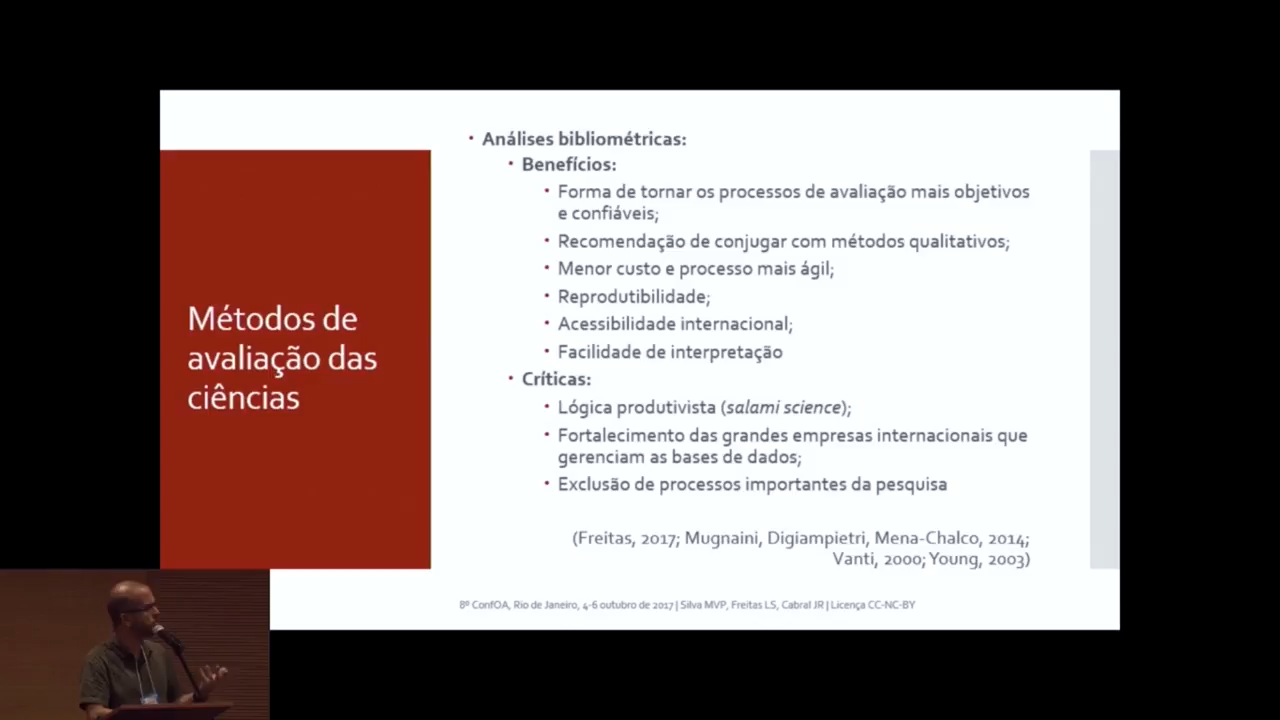 Métodos de
avaliação das
ciências
Análises bibliométricas:
Benefícios:
Forma de tornar os processos de avaliação mais objetivos
e confiáveis;
Recomendação de conjugar com métodos qualitativos;
Menor custo e processo mais ágil;
Reprodutibilidade;
Acessibilidade internacional;
Facilidade de interpretação
Críticas:
Lógica produtivista (salami science);
Fortalecimento das grandes empresas internacionais que
gerenciam as bases de dados;
Exclusão de processos importantes da pesquisa
(Freitas, 2017; Mugnaini, Digiampietri, Mena-Chalco, 2014;
Vanti, 2000; Young, 2003)
8º ConfOA, Rio de Janeiro, 4-6 outubro de 2017 | Silva MVP, Freitas LS, Cabral JR | Licença CC-NC-BY